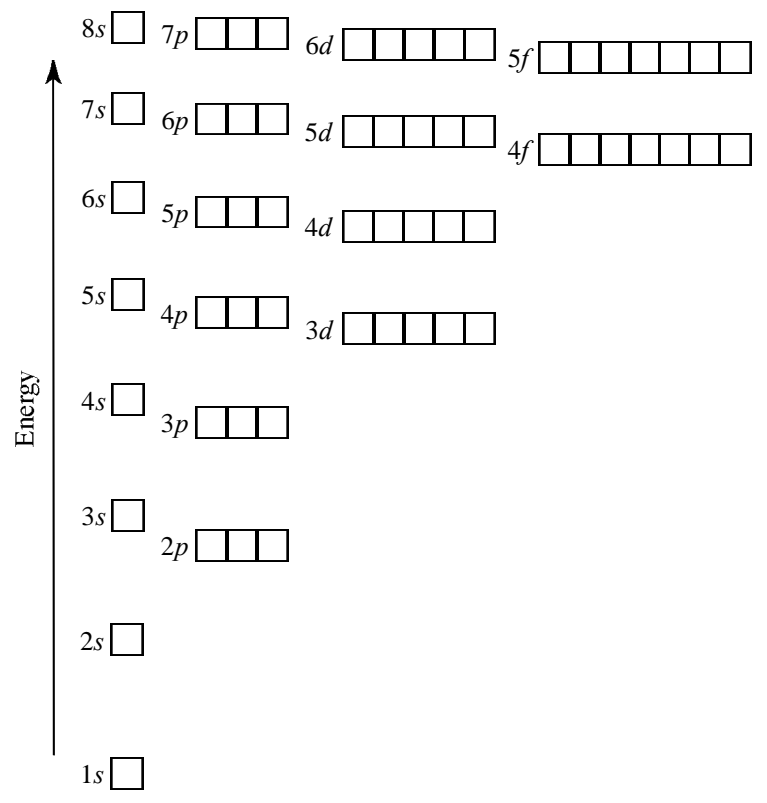 8s 7p 6d 5f
7s 6p 5d 4f
6s 5p 4d
5s 4p 3d
Energy
4s 3p
3s 2p
2s
1s